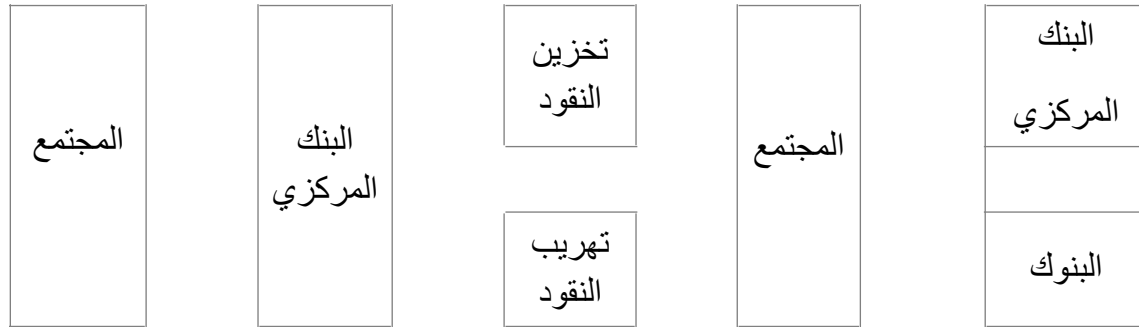 البنك
المركزي
البنوك
المجتمع
تخزين
النقود
تهريب
النقود
البنك
المركزي
المجتمع